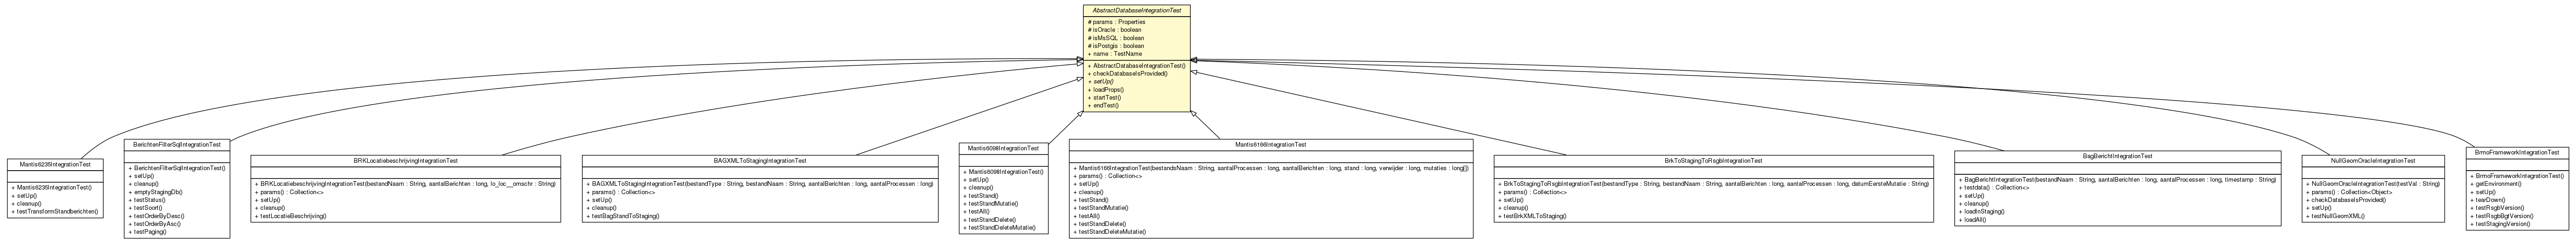 AbstractDatabaseIntegrationTest
# params : Properties
# isOracle : boolean
# isMsSQL : boolean
# isPostgis : boolean
+ name : TestName
+ AbstractDatabaseIntegrationTest()
+ checkDatabaseIsProvided()
+ setUp()
+ loadProps()
+ startTest()
+ endTest()
Mantis6235IntegrationTest
+ Mantis6235IntegrationTest()
+ setUp()
+ cleanup()
+ testTransformStandberichten()
BerichtenFilterSqlIntegrationTest
+ BerichtenFilterSqlIntegrationTest()
+ setUp()
+ cleanup()
+ emptyStagingDb()
+ testStatus()
+ testSoort()
+ testOrderByDesc()
+ testOrderByAsc()
+ testPaging()
BRKLocatiebeschrijvingIntegrationTest
+ BRKLocatiebeschrijvingIntegrationTest(bestandNaam : String, aantalBerichten : long, lo_loc__omschr : String)
+ params() : Collection<>
+ setUp()
+ cleanup()
+ testLocatieBeschrijving()
BAGXMLToStagingIntegrationTest
+ BAGXMLToStagingIntegrationTest(bestandType : String, bestandNaam : String, aantalBerichten : long, aantalProcessen : long)
+ params() : Collection<>
+ setUp()
+ cleanup()
+ testBagStandToStaging()
Mantis6098IntegrationTest
+ Mantis6098IntegrationTest()
+ setUp()
+ cleanup()
+ testStand()
+ testStandMutatie()
+ testAll()
+ testStandDelete()
+ testStandDeleteMutatie()
Mantis6166IntegrationTest
+ Mantis6166IntegrationTest(bestandsNaam : String, aantalProcessen : long, aantalBerichten : long, stand : long, verwijder : long, mutaties : long[])
+ params() : Collection<>
+ setUp()
+ cleanup()
+ testStand()
+ testStandMutatie()
+ testAll()
+ testStandDelete()
+ testStandDeleteMutatie()
BrkToStagingToRsgbIntegrationTest
+ BrkToStagingToRsgbIntegrationTest(bestandType : String, bestandNaam : String, aantalBerichten : long, aantalProcessen : long, datumEersteMutatie : String)
+ params() : Collection<>
+ setUp()
+ cleanup()
+ testBrkXMLToStaging()
BagBerichtIntegrationTest
+ BagBerichtIntegrationTest(bestandNaam : String, aantalBerichten : long, aantalProcessen : long, timestamp : String)
+ testdata() : Collection<>
+ setUp()
+ cleanup()
+ loadInStaging()
+ loadAll()
NullGeomOracleIntegrationTest
+ NullGeomOracleIntegrationTest(testVal : String)
+ params() : Collection<Object>
+ checkDatabaseIsProvided()
+ setUp()
+ testNullGeomXML()
BrmoFrameworkIntegrationTest
+ BrmoFrameworkIntegrationTest()
+ getEnvironment()
+ setUp()
+ tearDown()
+ testRsgbVersion()
+ testRsgbBgtVersion()
+ testStagingVersion()